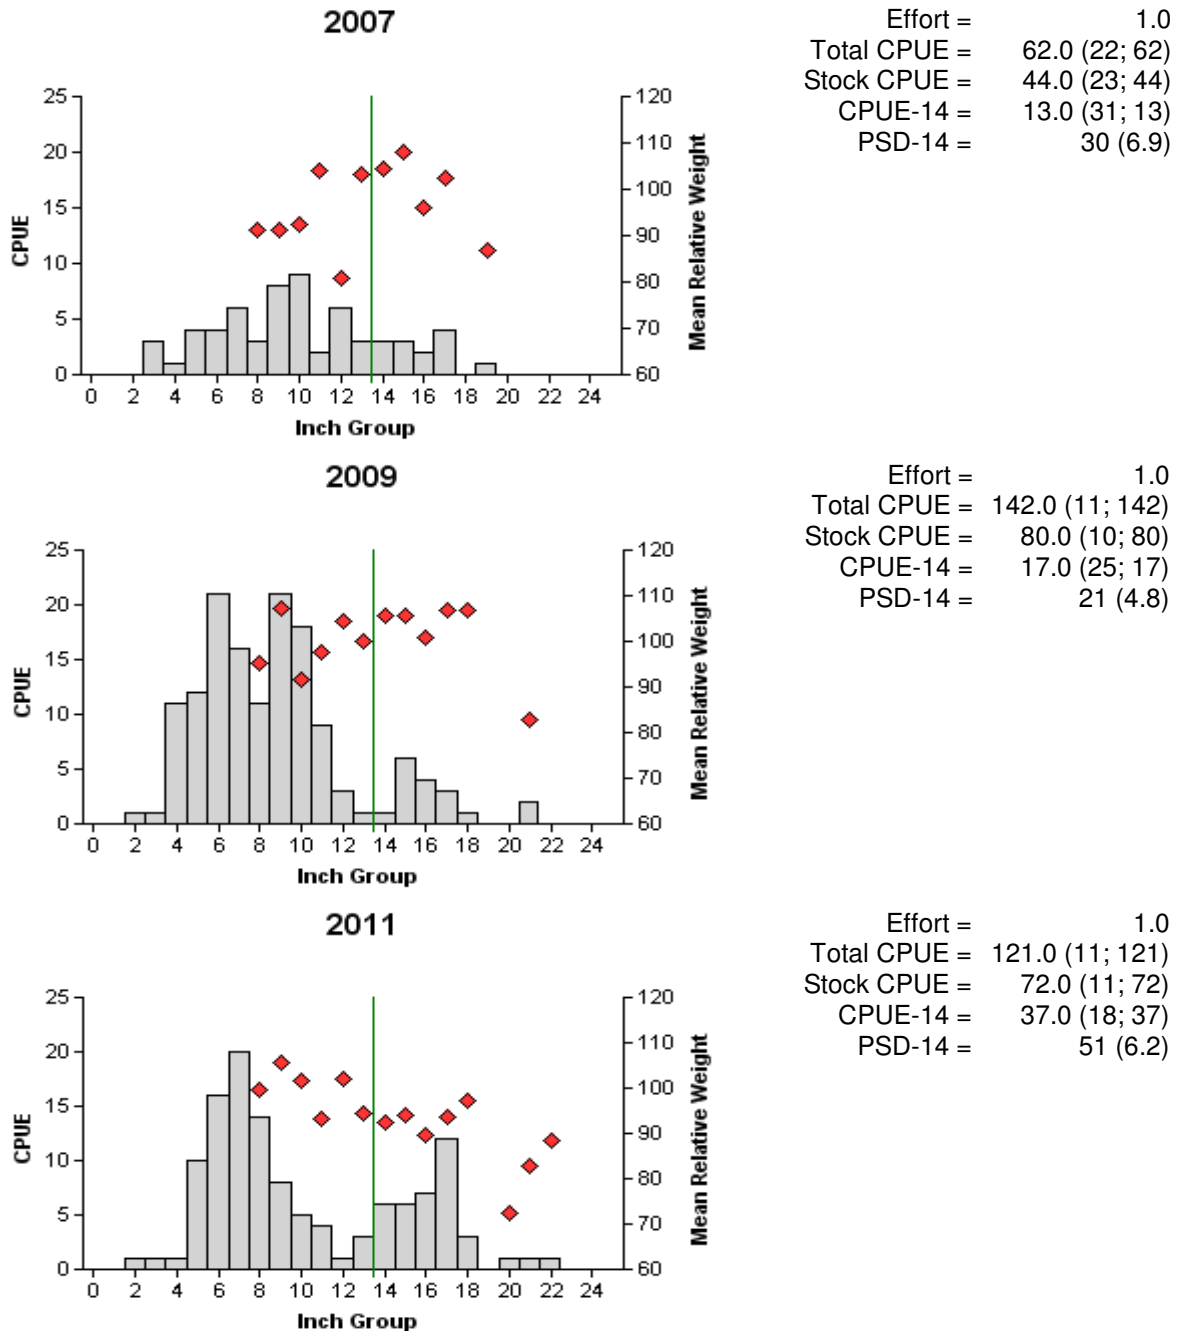 2007
Effort = 1.0
Total CPUE = 62.0 (22; 62)
Stock CPUE = 44.0 (23; 44)
CPUE-14 = 13.0 (31; 13)
PSD-14 = 30 (6.9)
25
20
15
10
5
0
CPUE
120
110
100
90
80
70
60
Mean Relative Weight
0 2 4 6 8 10 12 14 16 18 20 22 24
Inch Group
2009
Effort = 1.0
Total CPUE = 142.0 (11; 142)
Stock CPUE = 80.0 (10; 80)
CPUE-14 = 17.0 (25; 17)
PSD-14 = 21 (4.8)
25
20
15
10
5
0
CPUE
120
110
100
90
80
70
60
Mean Relative Weight
0 2 4 6 8 10 12 14 16 18 20 22 24
Inch Group
2011
Effort = 1.0
Total CPUE = 121.0 (11; 121)
Stock CPUE = 72.0 (11; 72)
CPUE-14 = 37.0 (18; 37)
PSD-14 = 51 (6.2)
25
20
15
10
5
0
CPUE
120
110
100
90
80
70
60
Mean Relative Weight
0 2 4 6 8 10 12 14 16 18 20 22 24
Inch Group